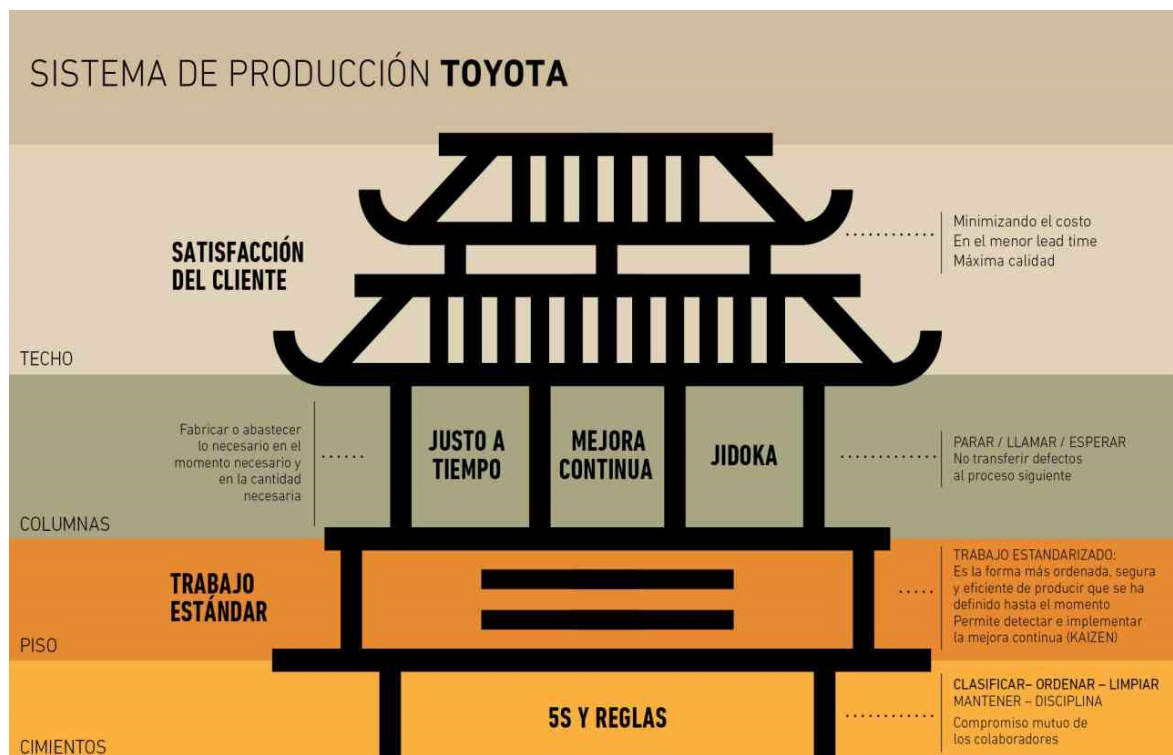 SISTEMA DE PRODUCCIÓN TOYOTA
SATISFACCIÓN
DEL CLIENTE
Minimizando el costo
En el menor lead time
Máxima calidad
TECHO
Fabricar o abastecer
lo necesario en el
momento necesario y
en la cantidad
necesaria
JUSTO A
TIEMPO
MEJORA
CONTINUA
JIDOKA
PARAR / LLAMAR / ESPERAR
No transferir defectos
al proceso siguiente
COLUMNAS
TRABAJO
ESTÁNDAR
TRABAJO ESTANDARIZADO:
Es la forma más ordenada, segura
y eficiente de producir que se ha
definido hasta el momento
Permite detectar e implementar
la mejora continua (KAIZEN)
PISO
5S Y REGLAS
CLASIFICAR– ORDENAR – LIMPIAR
MANTENER – DISCIPLINA
Compromiso mutuo de
los colaboradores
CIMIENTOS